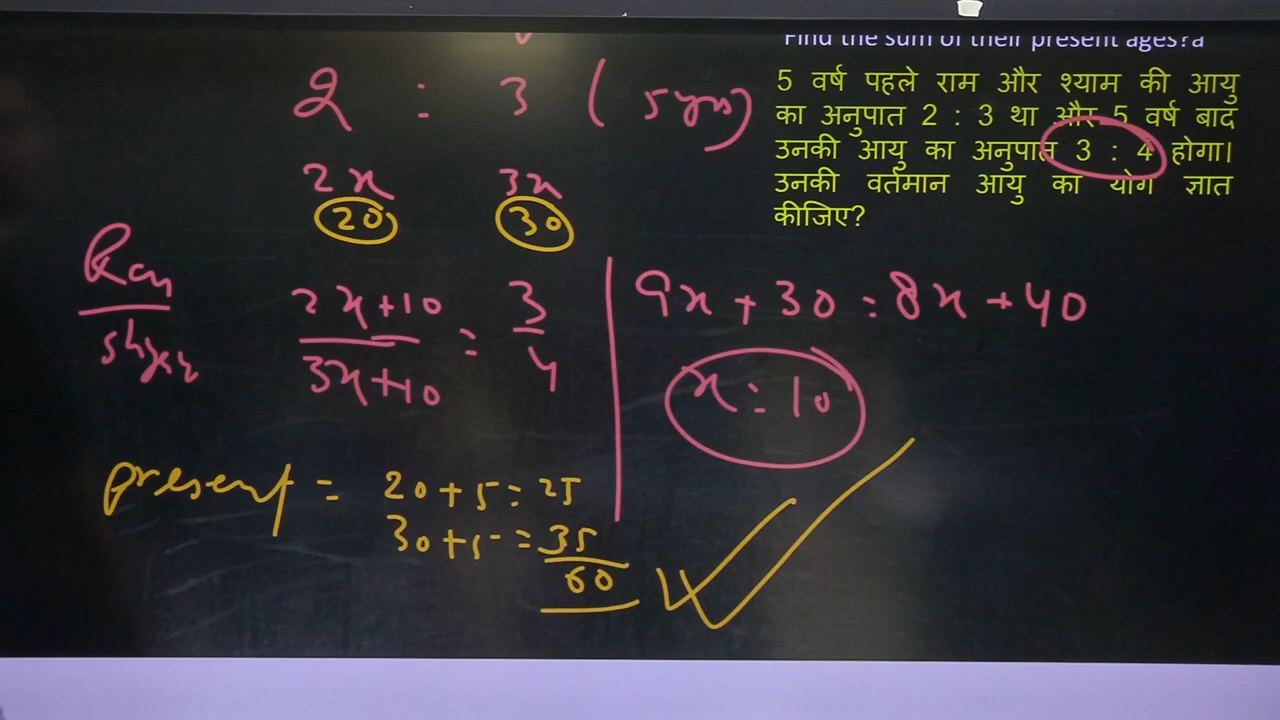 Find the sum of their present ages?a
5 वर्ष पहले राम और श्याम की आयु
का अनुपात 2 : 3 था और 5 वर्ष बाद
उनकी आयु का अनुपात 3 : 4 होगा।
उनकी वर्तमान आयु का योग ज्ञात
कीजिए?
2 : 3 ( 5 yrs)
2x 3x
20 30
Ram
Shyam
2x+10 / 3x+10 = 3 / 4
9x + 30 = 8x + 40
x = 10
present = 20 + 5 = 25
30 + 5 = 35
60